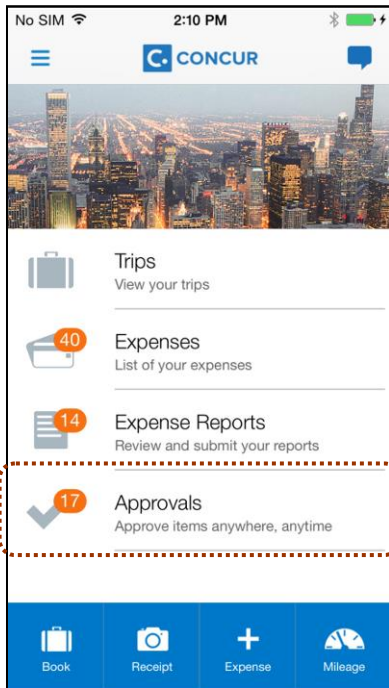 No SIM 2:10 PM
C. CONCUR
Trips
View your trips
40
Expenses
List of your expenses
14
Expense Reports
Review and submit your reports
17
Approvals
Approve items anywhere, anytime
Book Receipt Expense Mileage